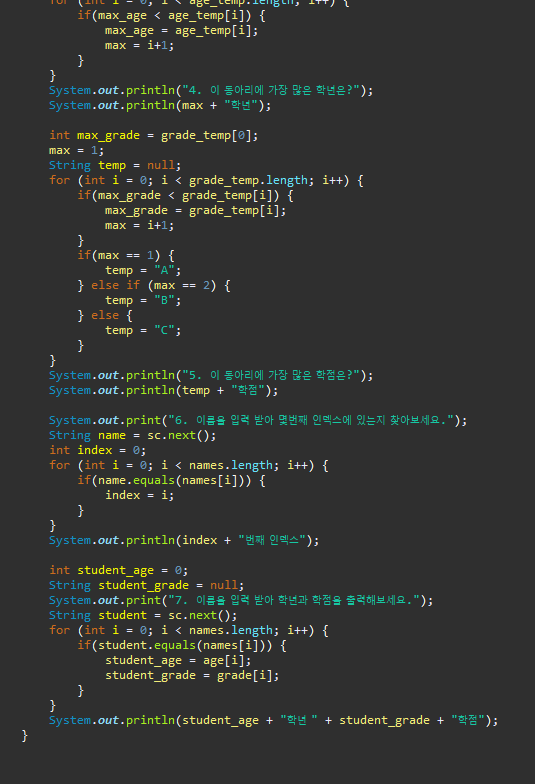 for (int i = 0; i < age_temp.length; i++) {
if(max_age < age_temp[i]) {
max_age = age_temp[i];
max = i+1;
}
}
System.out.println("4. 이 동아리에 가장 많은 학년은?");
System.out.println(max + "학년");
int max_grade = grade_temp[0];
max = 1;
String temp = null;
for (int i = 0; i < grade_temp.length; i++) {
if(max_grade < grade_temp[i]) {
max_grade = grade_temp[i];
max = i+1;
}
if(max == 1) {
temp = "A";
} else if (max == 2) {
temp = "B";
} else {
temp = "C";
}
}
System.out.println("5. 이 동아리에 가장 많은 학점은?");
System.out.println(temp + "학점");
System.out.print("6. 이름을 입력 받아 몇번째 인덱스에 있는지 찾아보세요.");
String name = sc.next();
int index = 0;
for (int i = 0; i < names.length; i++) {
if(name.equals(names[i])) {
index = i;
}
}
System.out.println(index + "번째 인덱스");
int student_age = 0;
String student_grade = null;
System.out.print("7. 이름을 입력 받아 학년과 학점을 출력해보세요.");
String student = sc.next();
for (int i = 0; i < names.length; i++) {
if(student.equals(names[i])) {
student_age = age[i];
student_grade = grade[i];
}
}
System.out.println(student_age + "학년 " + student_grade + "학점");
}